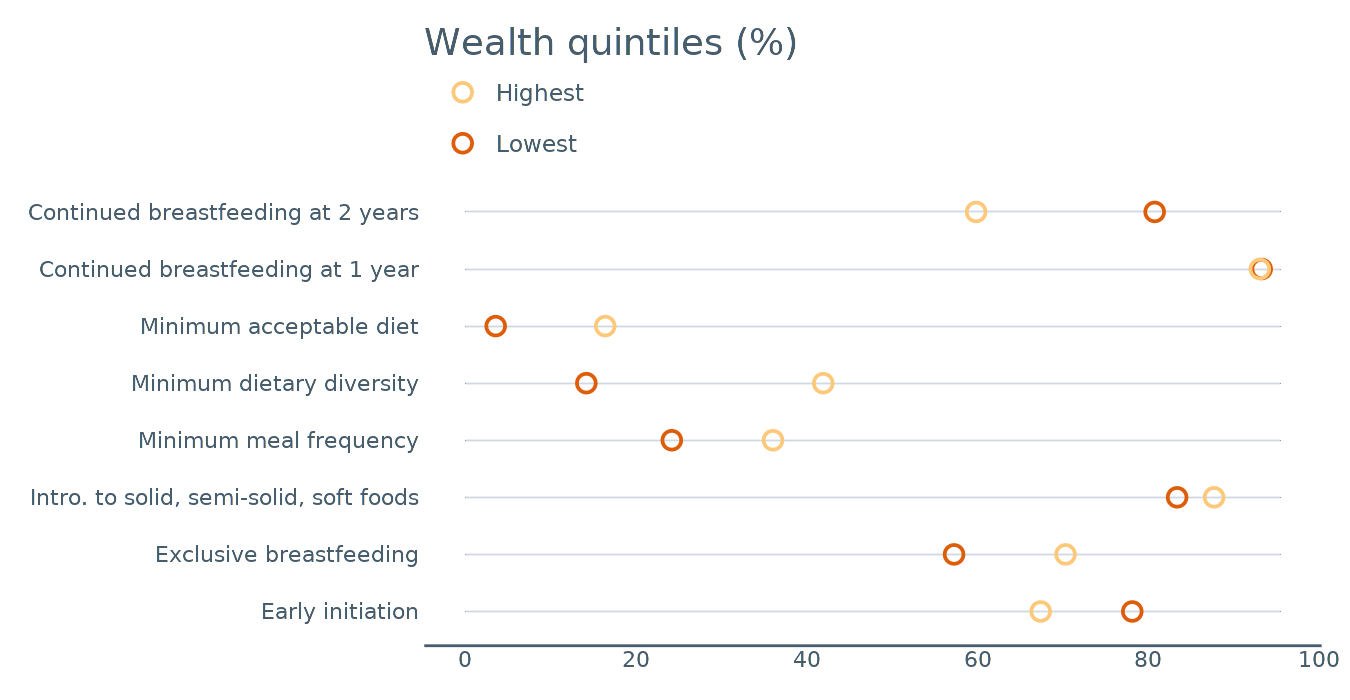 Wealth quintiles (%)
Highest
Lowest
Continued breastfeeding at 2 years
Continued breastfeeding at 1 year
Minimum acceptable diet
Minimum dietary diversity
Minimum meal frequency
Intro. to solid, semi-solid, soft foods
Exclusive breastfeeding
Early initiation
0 20 40 60 80 100